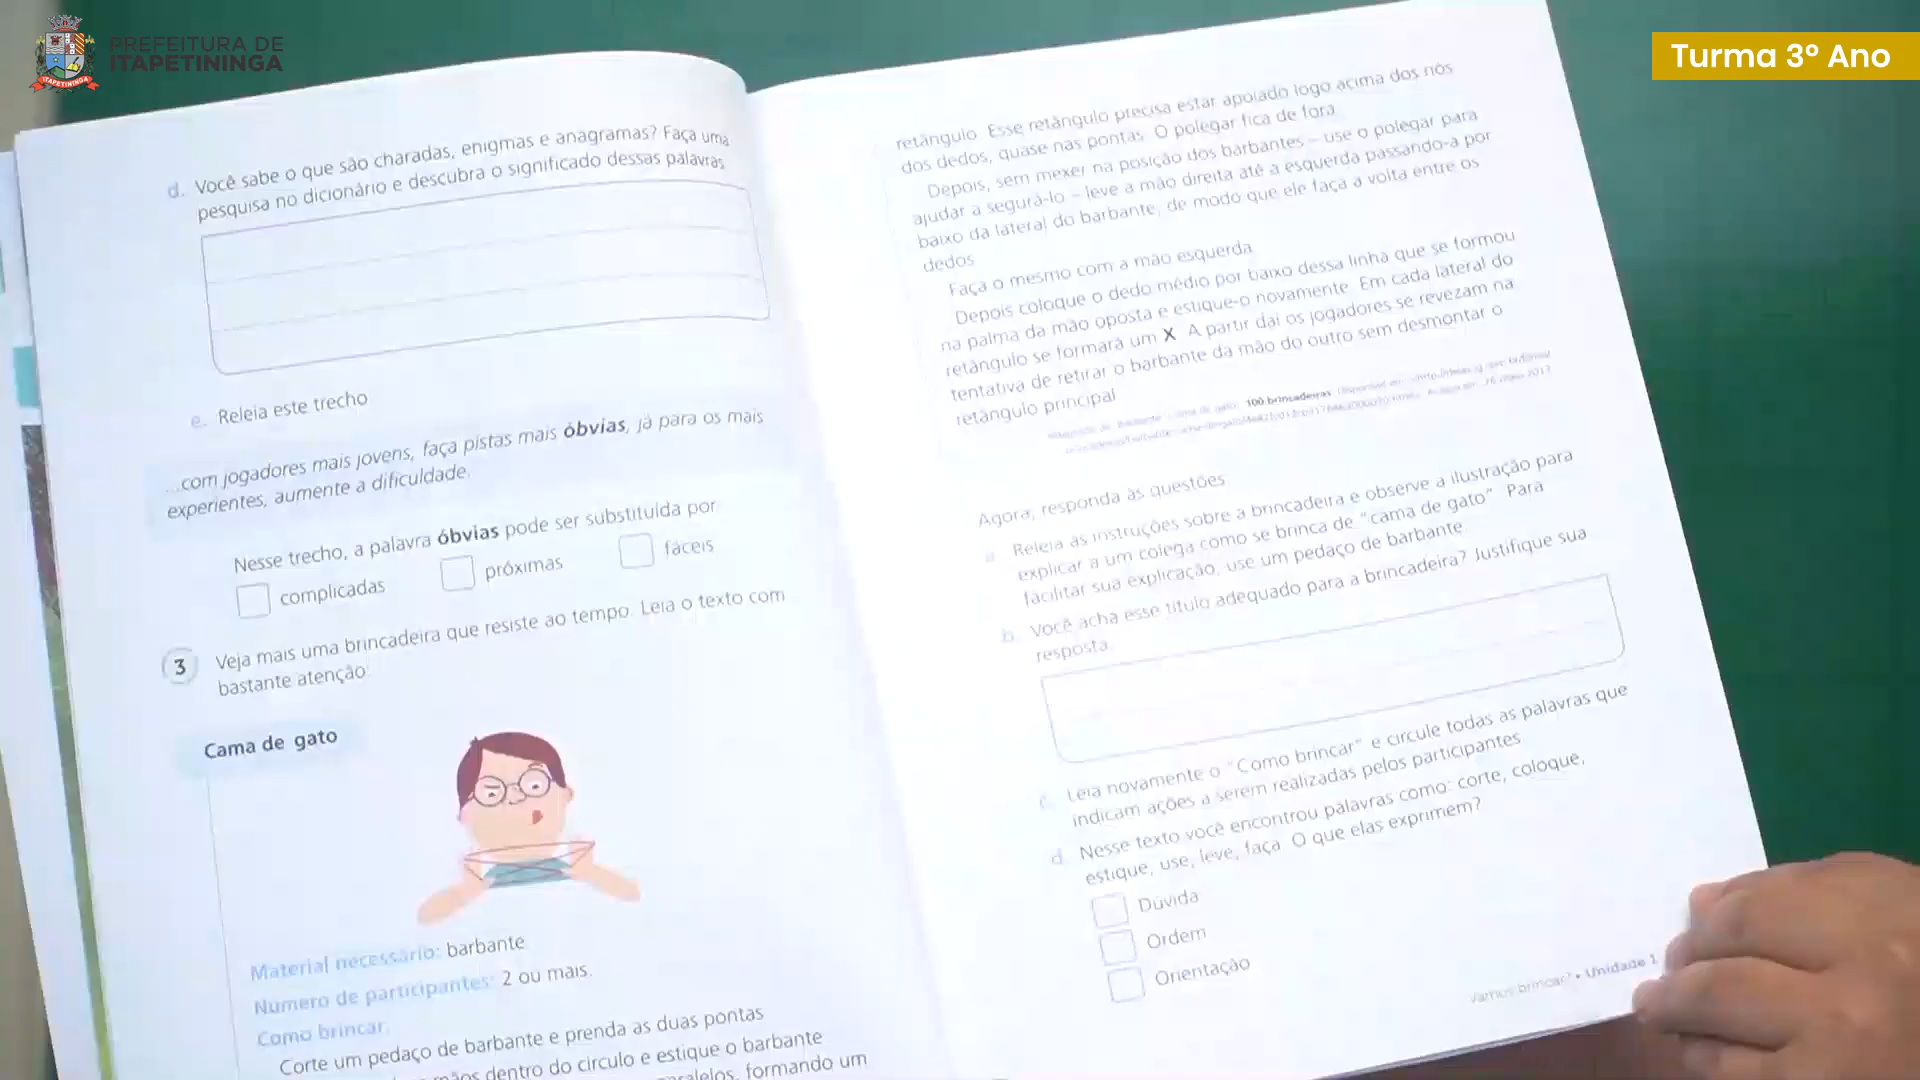 PREFEITURA DE
ITAPETININGA
ITAPETININGA
Turma 3º Ano
d. Você sabe o que são charadas, enigmas e anagramas? Faça uma
pesquisa no dicionário e descubra o significado dessas palavras
e. Releia este trecho
...com jogadores mais jovens, faça pistas mais óbvias, já para os mais
experientes, aumente a dificuldade.
Nesse trecho, a palavra óbvias pode ser substituída por
complicadas próximas fáceis
3 Veja mais uma brincadeira que resiste ao tempo. Leia o texto com
bastante atenção:
Cama de gato
Material necessário: barbante
Número de participantes: 2 ou mais.
Como brincar:
Corte um pedaço de barbante e prenda as duas pontas
mãos dentro do círculo e estique o barbante
paralelos, formando um
retângulo. Esse retângulo precisa estar apoiado logo acima dos nós
dos dedos, quase nas pontas. O polegar fica de fora.
Depois, sem mexer na posição dos barbantes – use o polegar para
ajudar a segurá-lo – leve a mão direita até a esquerda passando-a por
baixo da lateral do barbante, de modo que ele faça a volta entre os
dedos
Faça o mesmo com a mão esquerda.
Depois coloque o dedo médio por baixo dessa linha que se formou
na palma da mão oposta e estique-o novamente. Em cada lateral do
retângulo se formará um X. A partir daí os jogadores se revezam na
tentativa de retirar o barbante da mão do outro sem desmontar o
retângulo principal
100 brincadeiras
Agora, responda às questões
a. Releia as instruções sobre a brincadeira e observe a ilustração para
explicar a um colega como se brinca de "cama de gato". Para
facilitar sua explicação, use um pedaço de barbante
b. Você acha esse título adequado para a brincadeira? Justifique sua
resposta.
c. Leia novamente o "Como brincar" e circule todas as palavras que
indicam ações a serem realizadas pelos participantes
d. Nesse texto você encontrou palavras como: corte, coloque,
estique, use, leve, faça. O que elas exprimem?
Dúvida
Ordem
Orientação
Vamos brincar? • Unidade 1